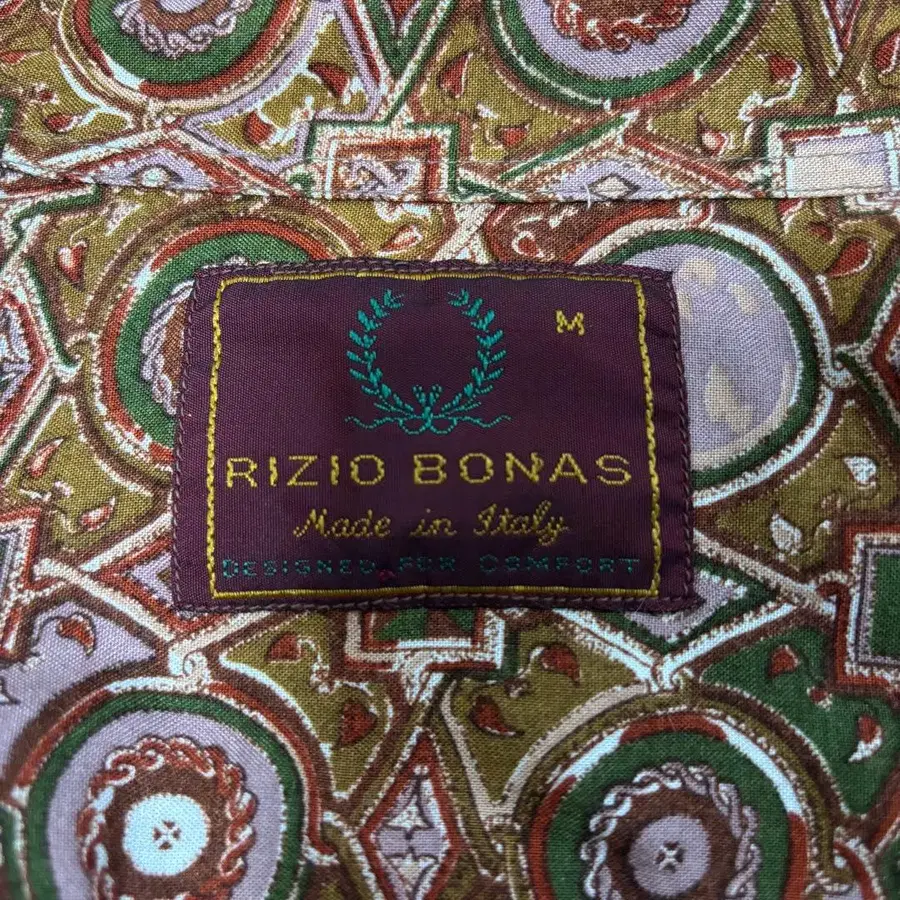 M
RIZIO BONAS
Made in Italy
DESIGNED FOR COMFORT